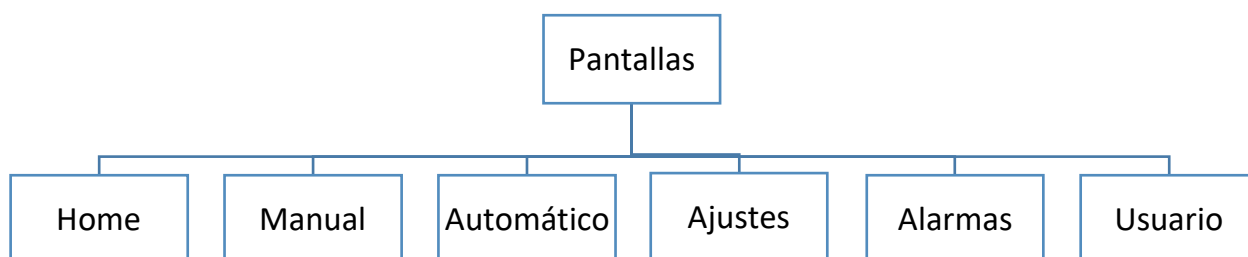 Pantallas
Home
Manual
Automático
Ajustes
Alarmas
Usuario